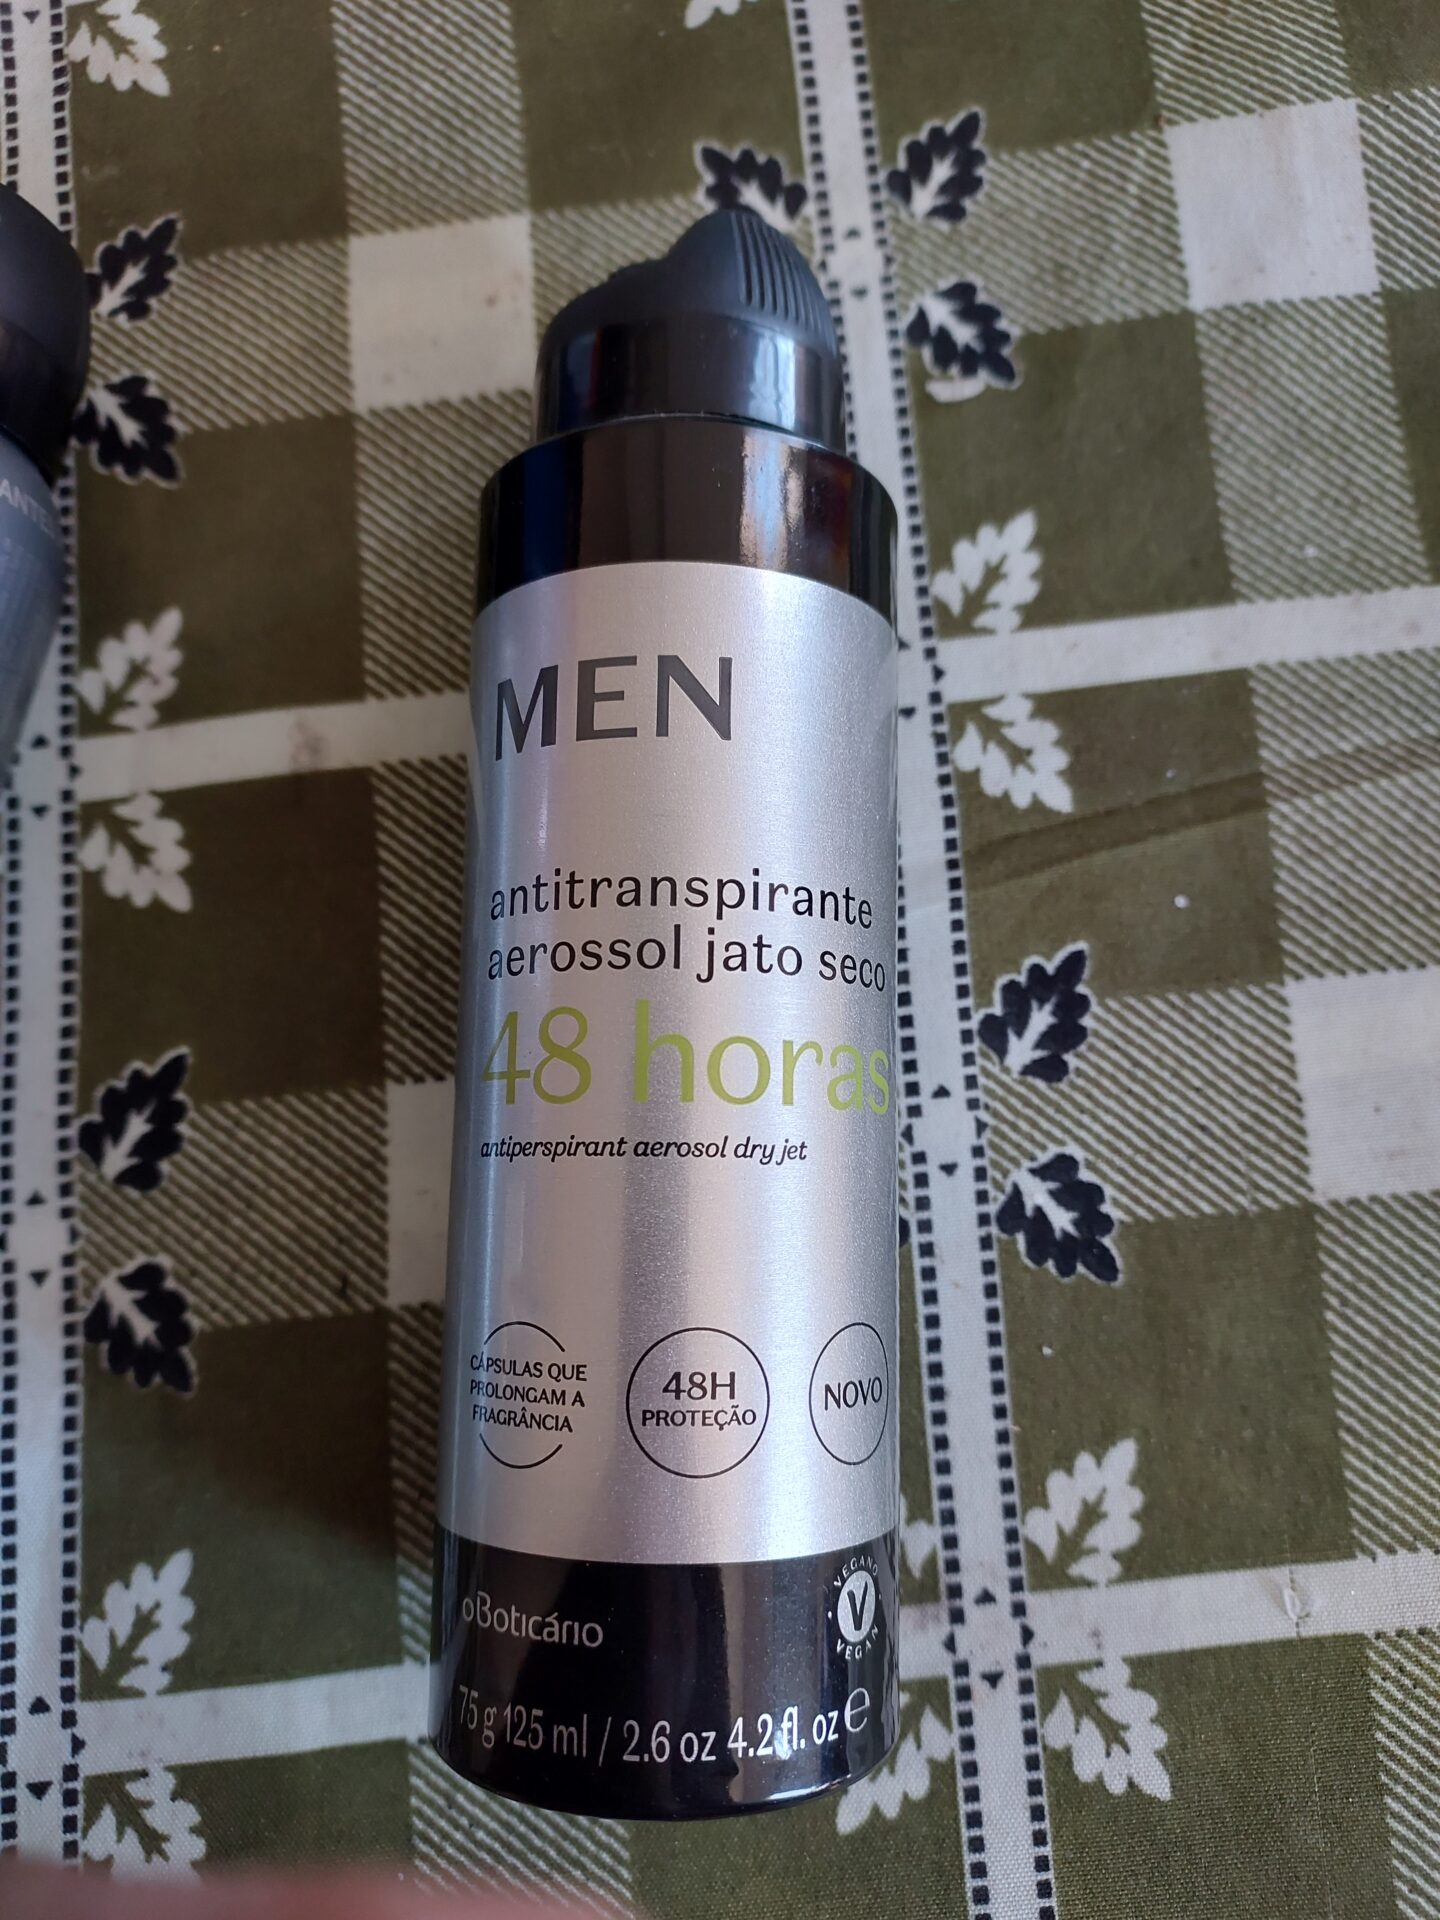 MEN
antitranspirante
aerossol jato seco
48 horas
antiperspirant aerosol dry jet
CÁPSULAS QUE
PROLONGAM A
FRAGRÂNCIA
48H
PROTEÇÃO
NOVO
oBoticário
VEGANO
V
VEGAN
75 g 125 ml / 2.6 oz 4.2 fl. oz e